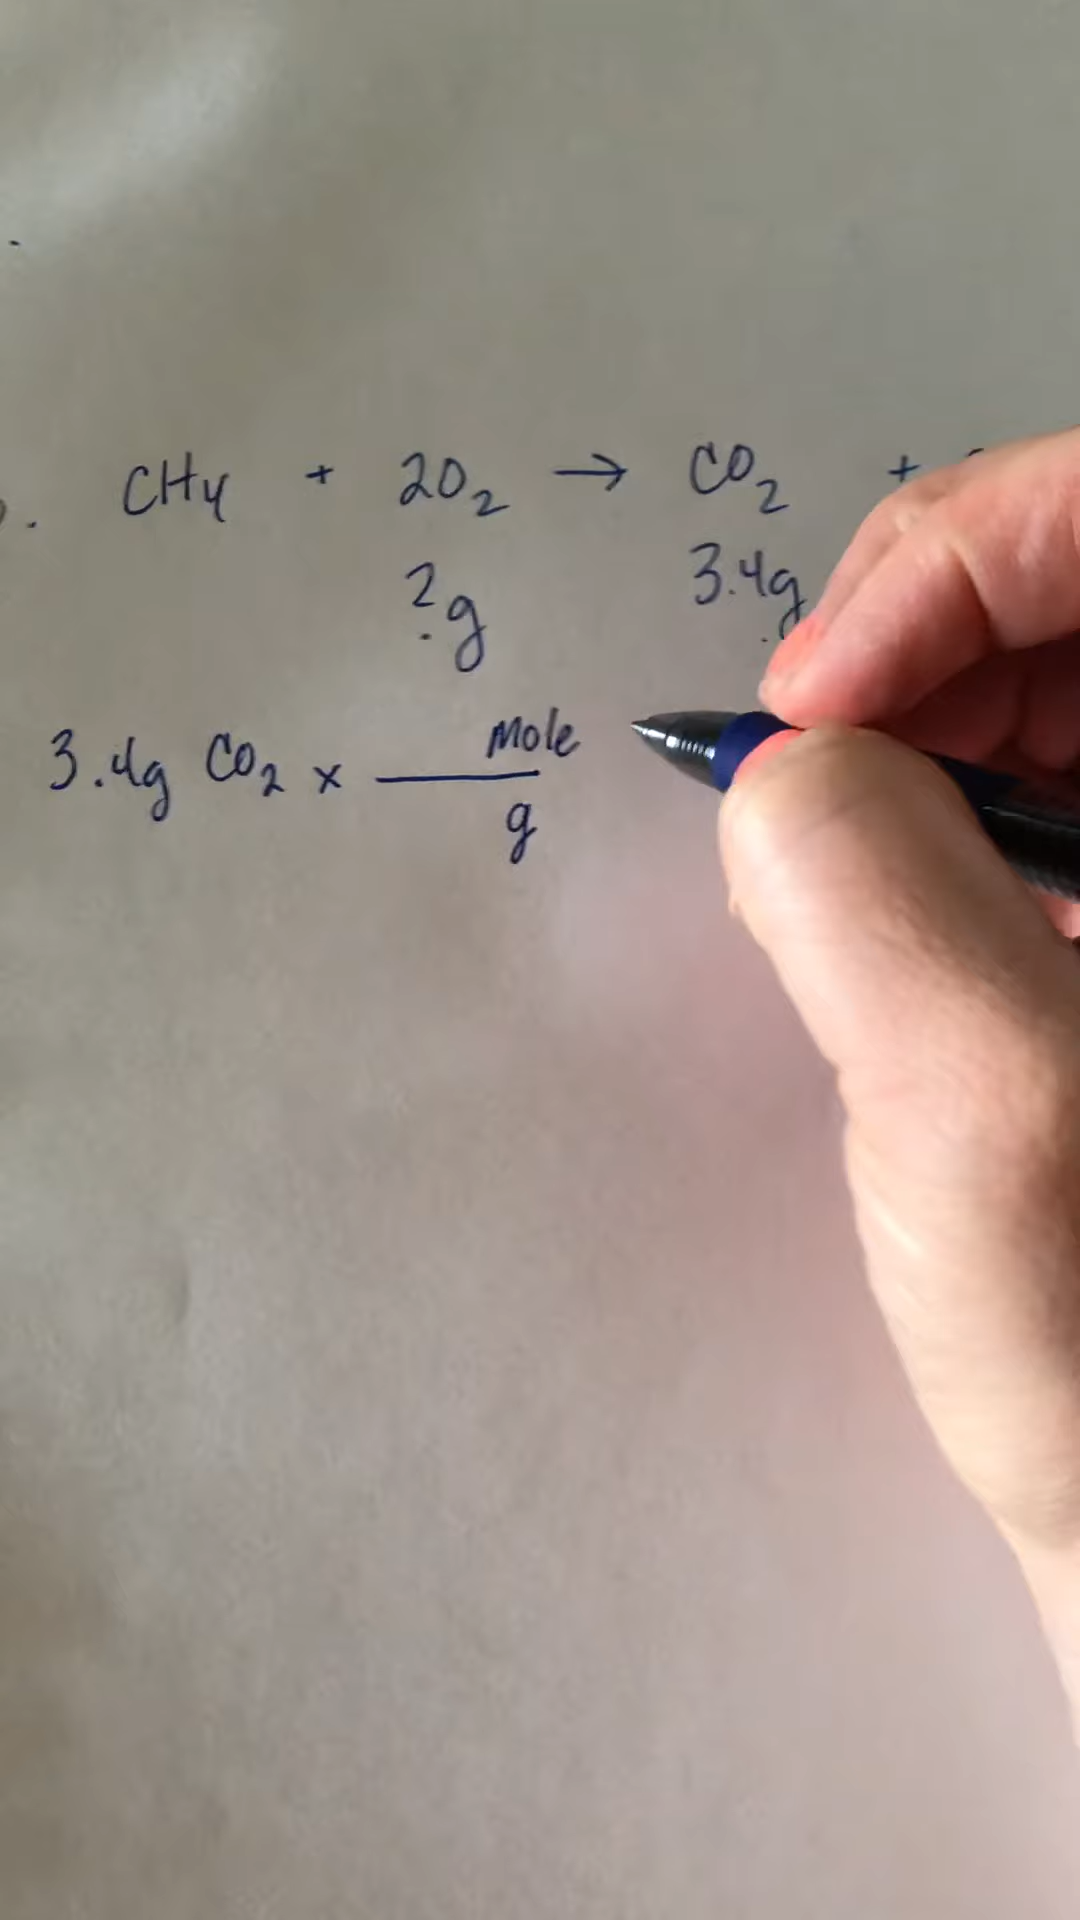 . CH4 + 2O2 → CO2 +
?g 3.4g
3.4g CO2 x mole
g